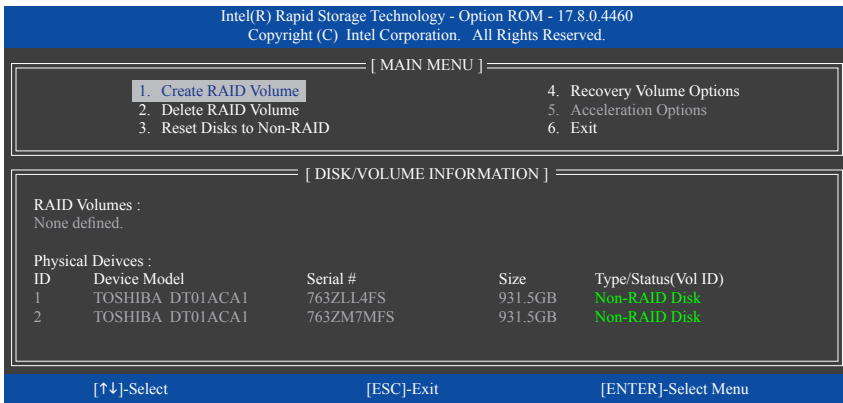 Intel(R) Rapid Storage Technology - Option ROM - 17.8.0.4460
Copyright (C) Intel Corporation. All Rights Reserved.
[ MAIN MENU ]
1. Create RAID Volume
2. Delete RAID Volume
3. Reset Disks to Non-RAID
4. Recovery Volume Options
5. Acceleration Options
6. Exit
[ DISK/VOLUME INFORMATION ]
RAID Volumes :
None defined.
Physical Deivces :
ID Device Model Serial # Size Type/Status(Vol ID)
1 TOSHIBA DT01ACA1 763ZLL4FS 931.5GB Non-RAID Disk
2 TOSHIBA DT01ACA1 763ZM7MFS 931.5GB Non-RAID Disk
[↑↓]-Select [ESC]-Exit [ENTER]-Select Menu